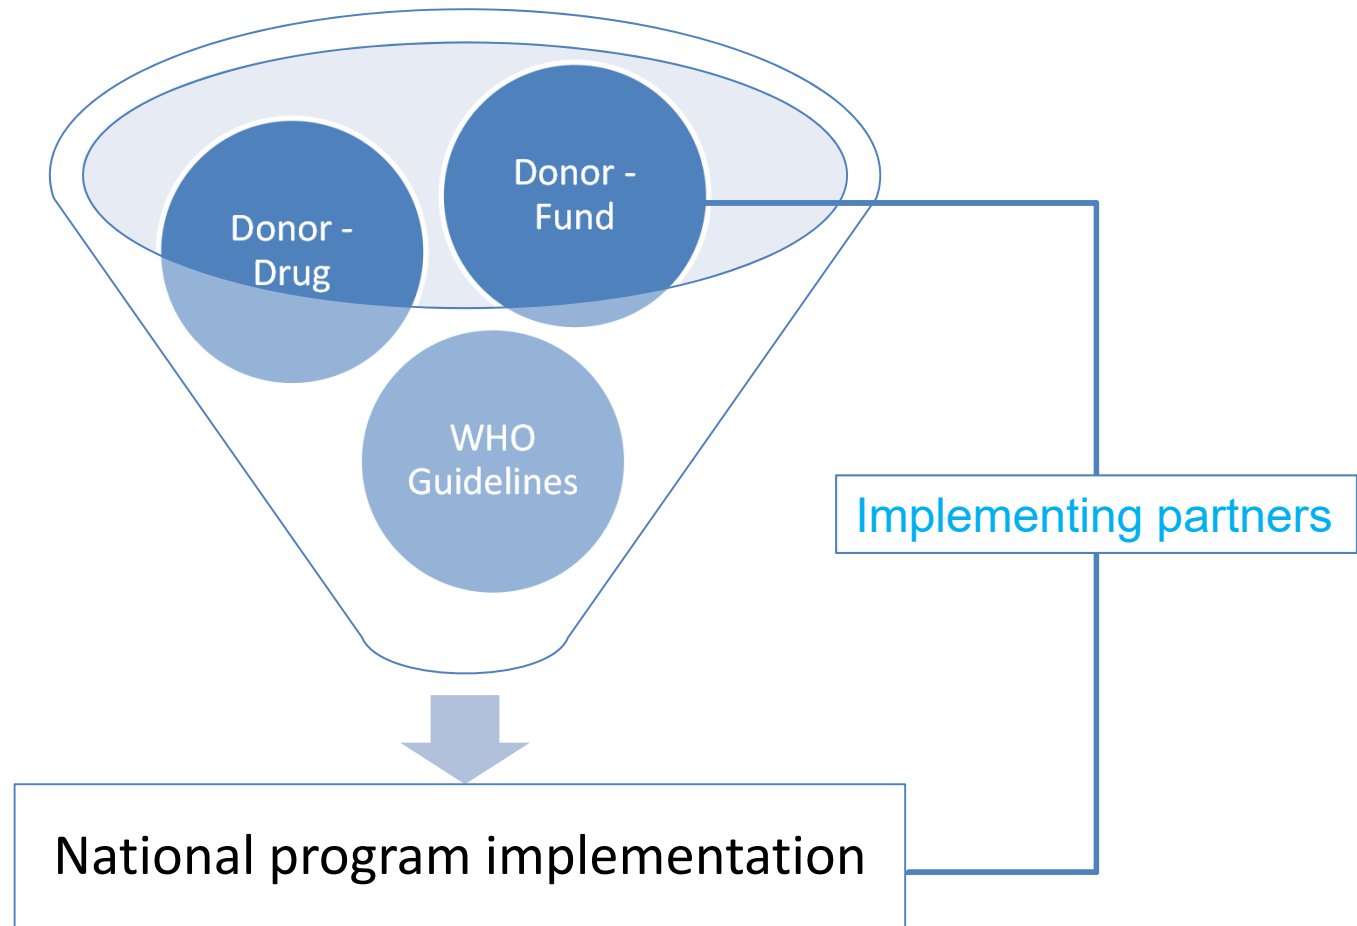 Donor -
Fund
Donor -
Drug
WHO
Guidelines
Implementing partners
National program implementation